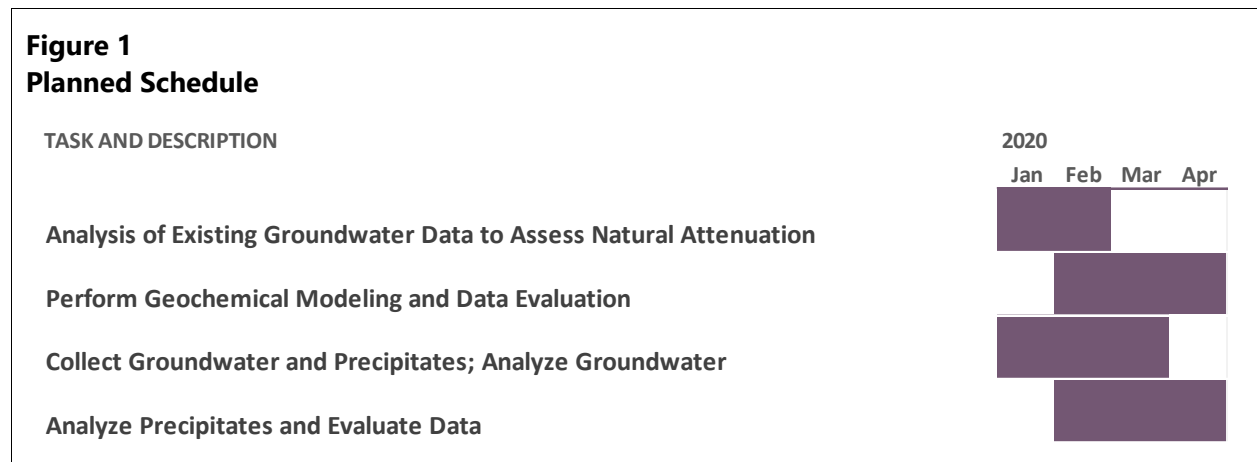 Figure 1
Planned Schedule
TASK AND DESCRIPTION
2020
Jan Feb Mar Apr
Analysis of Existing Groundwater Data to Assess Natural Attenuation
Perform Geochemical Modeling and Data Evaluation
Collect Groundwater and Precipitates; Analyze Groundwater
Analyze Precipitates and Evaluate Data